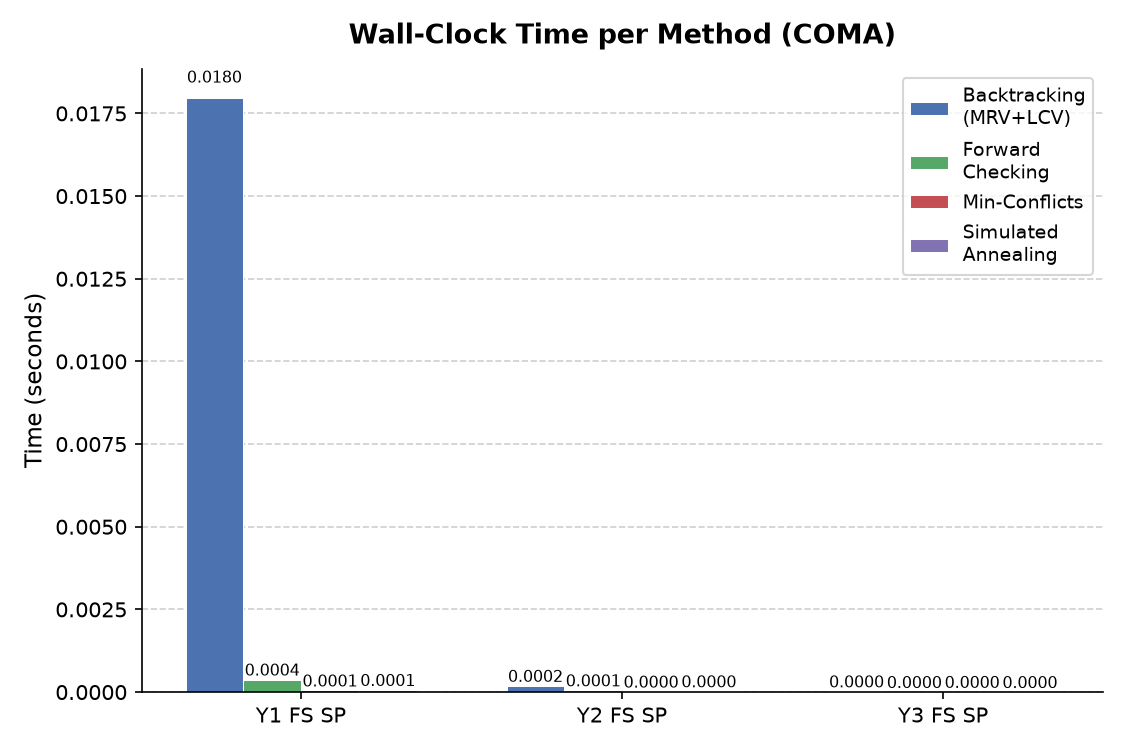 Wall-Clock Time per Method (COMA)
0.0180
Backtracking
(MRV+LCV)
Forward
Checking
Min-Conflicts
Simulated
Annealing
Time (seconds)
0.0175
0.0150
0.0125
0.0100
0.0075
0.0050
0.0025
0.0000
0.0004
0.0001
0.0001
0.0002
0.0001
0.0000
0.0000
0.0000
0.0000
0.0000
0.0000
Y1 FS SP
Y2 FS SP
Y3 FS SP